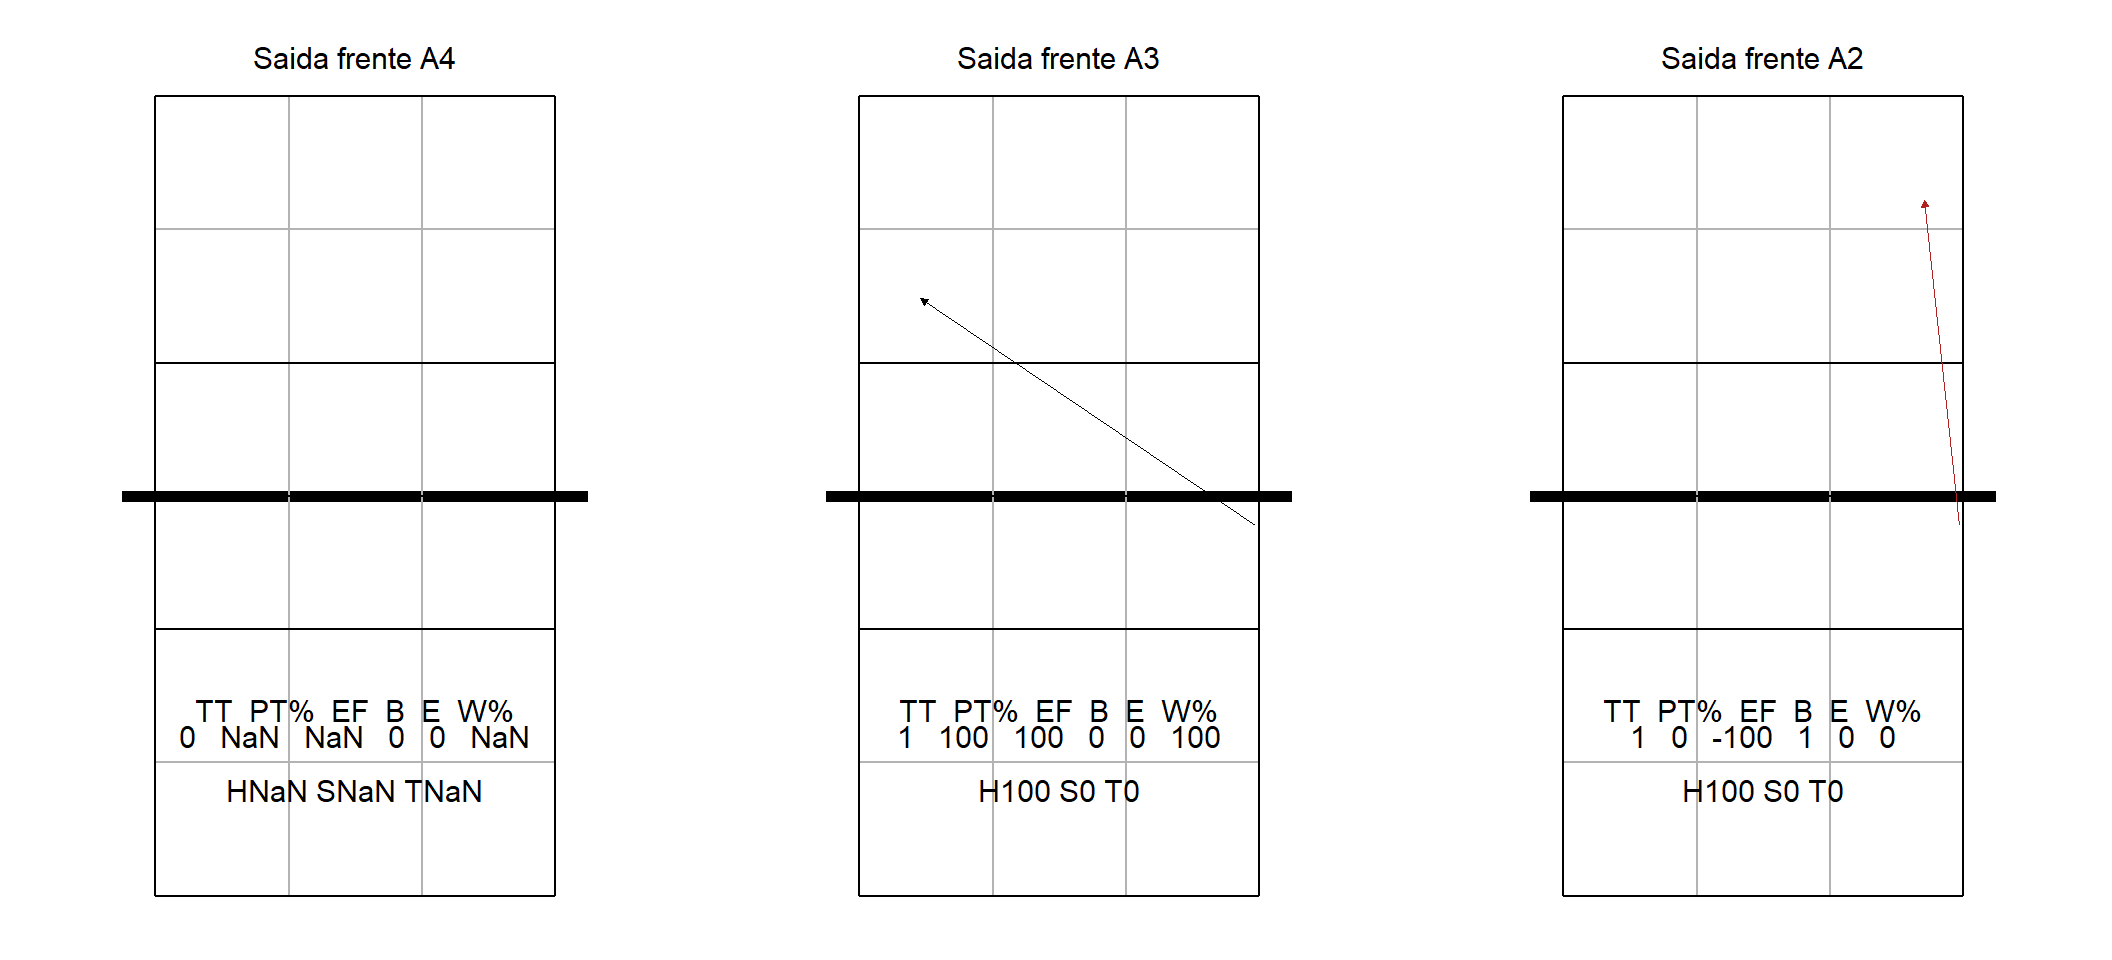 Saida frente A4
TT PT% EF B E W%
0 NaN NaN 0 0 NaN
HNaN SNaN TNaN
Saida frente A3
TT PT% EF B E W%
1 100 100 0 0 100
H100 S0 T0
Saida frente A2
TT PT% EF B E W%
1 0 -100 1 0 0
H100 S0 T0